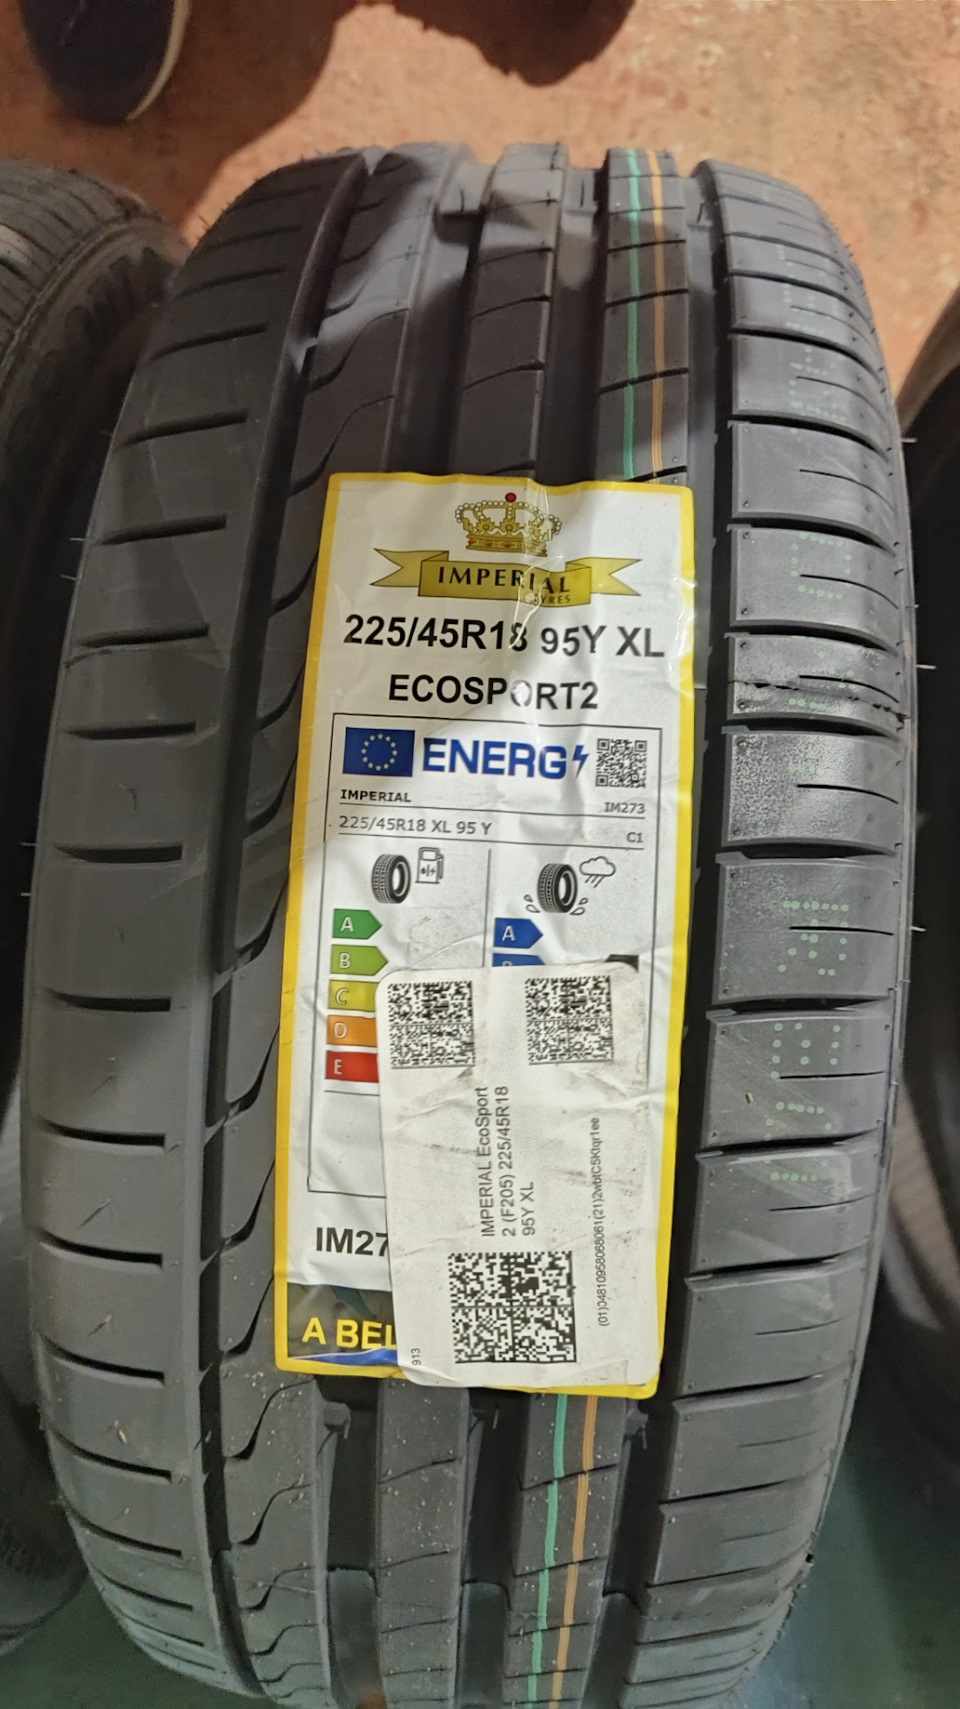 IMPERIAL
TYRES
225/45R18 95Y XL
ECOSPORT2
ENERG
IMPERIAL
IM273
225/45R18 XL 95 Y
C1
A
B
C
D
E
A
B
IMPERIAL EcoSport
2 (F205) 225/45R18
95Y XL
913
IM27
A BEL